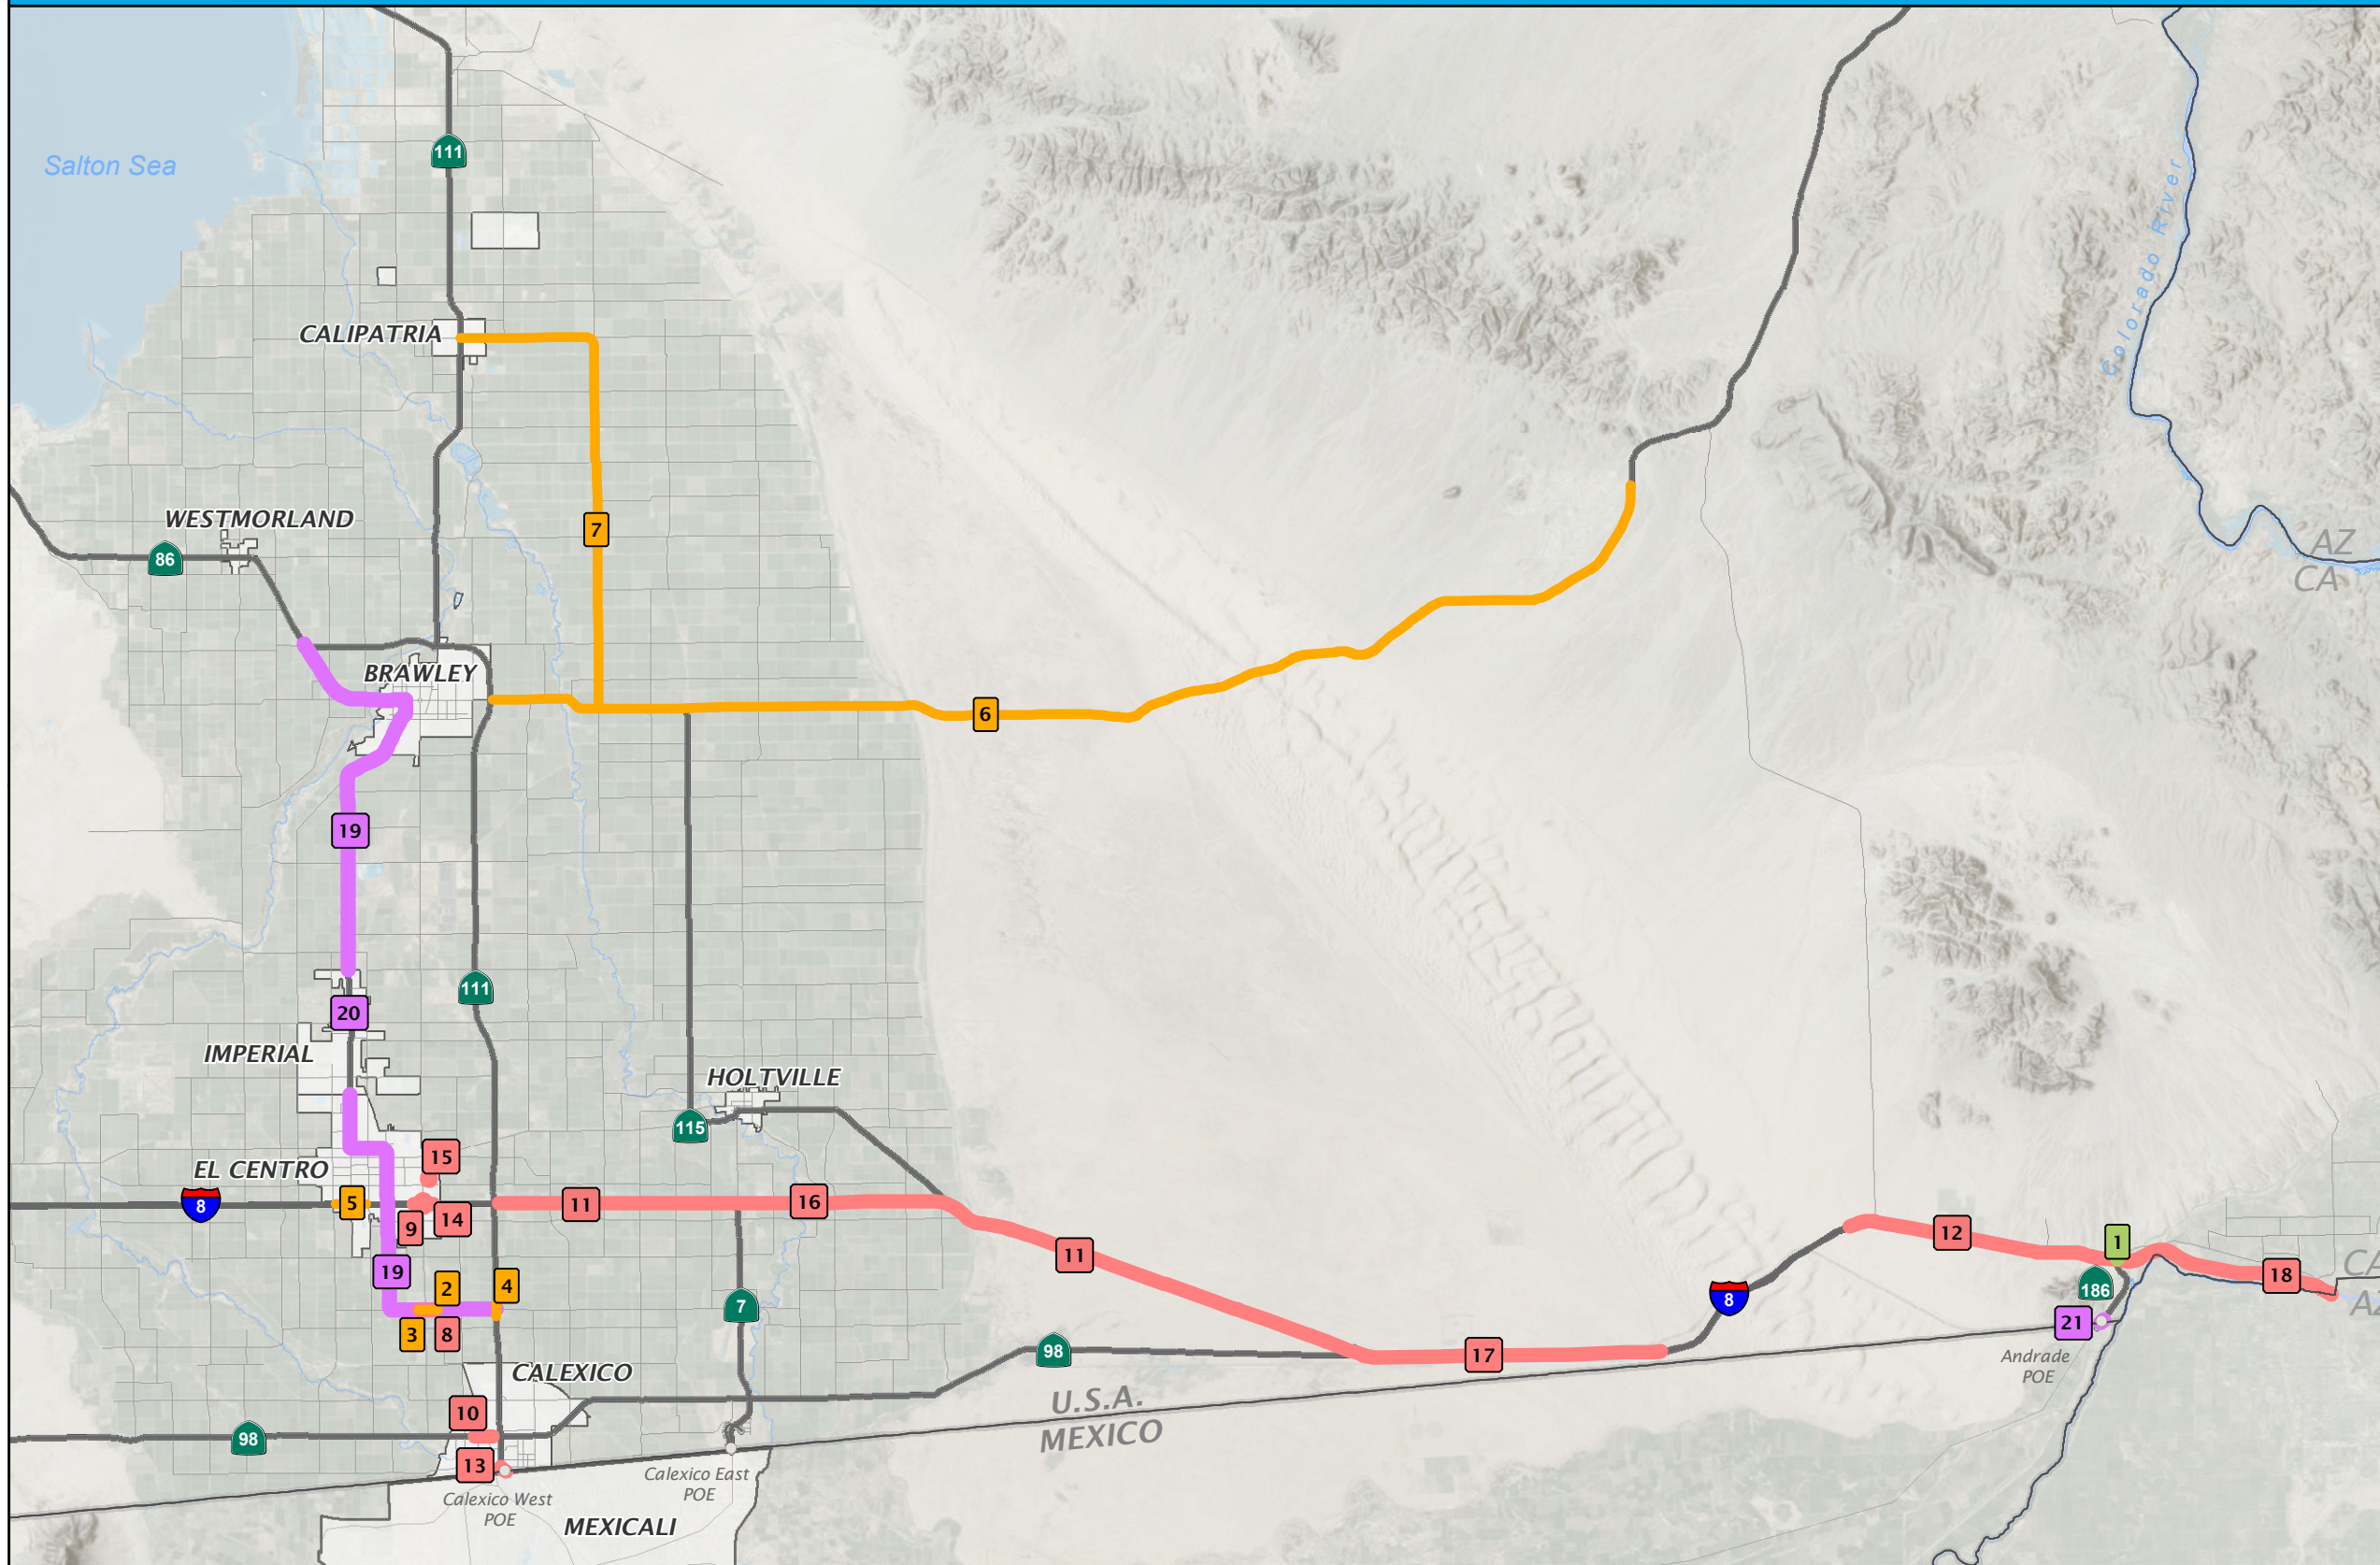 111
Salton Sea
Colorado River
CALIPATRIA
WESTMORLAND
7
86
AZ
CA
BRAWLEY
6
19
111
20
IMPERIAL
HOLTVILLE
115
15
EL CENTRO
8
5
11
16
9
14
11
12
1
19
2
4
8
186
18
CA
AZ
7
3
8
21
98
17
Andrade
POE
CALEXICO
U.S.A.
MEXICO
10
98
13
Calexico East
POE
Calexico West
POE
MEXICALI